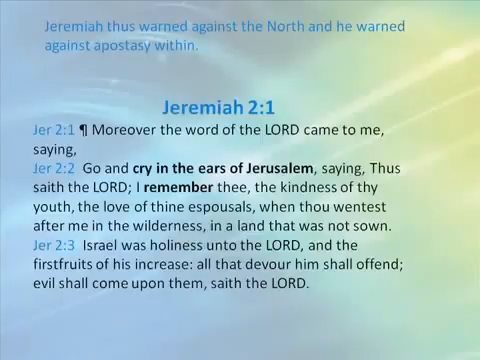 Jeremiah thus warned against the North and he warned
against apostasy within.
Jeremiah 2:1
Jer 2:1 ¶ Moreover the word of the LORD came to me,
saying,
Jer 2:2 Go and cry in the ears of Jerusalem, saying, Thus
saith the LORD; I remember thee, the kindness of thy
youth, the love of thine espousals, when thou wentest
after me in the wilderness, in a land that was not sown.
Jer 2:3 Israel was holiness unto the LORD, and the
firstfruits of his increase: all that devour him shall offend;
evil shall come upon them, saith the LORD.